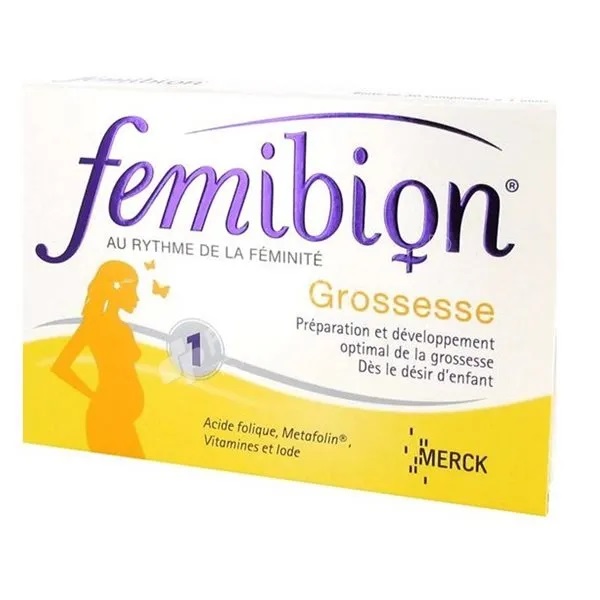 femibion®
AU RYTHME DE LA FÉMINITÉ
Grossesse
Préparation et développement
optimal de la grossesse
Dès le désir d'enfant
1
Acide folique, Metafolin®,
Vitamines et Iode
MERCK